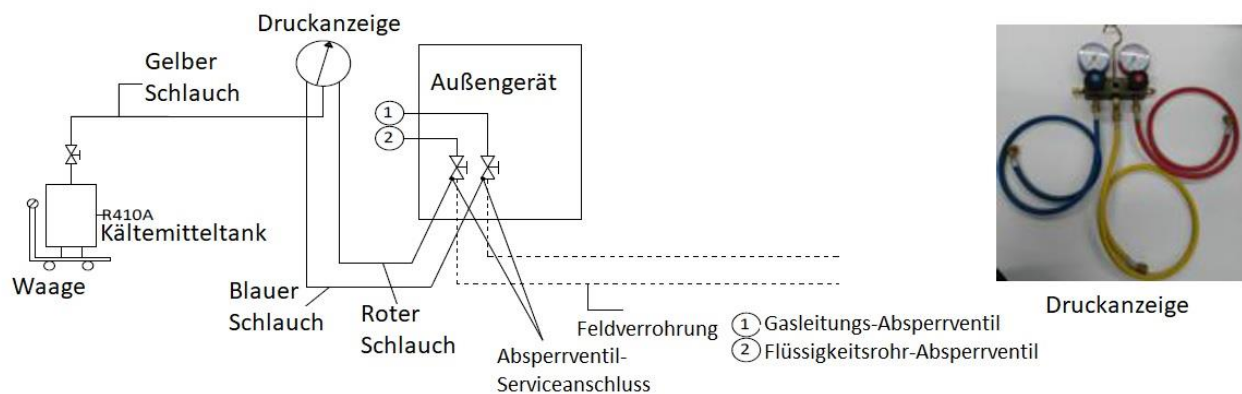 Druckanzeige
Gelber
Schlauch
Außengerät
1
2
R410A
Kältemitteltank
Waage
Blauer
Schlauch
Roter
Schlauch
Feldverrohrung
Absperrventil-
Serviceanschluss
1 Gasleitungs-Absperrventil
2 Flüssigkeitsrohr-Absperrventil
Druckanzeige